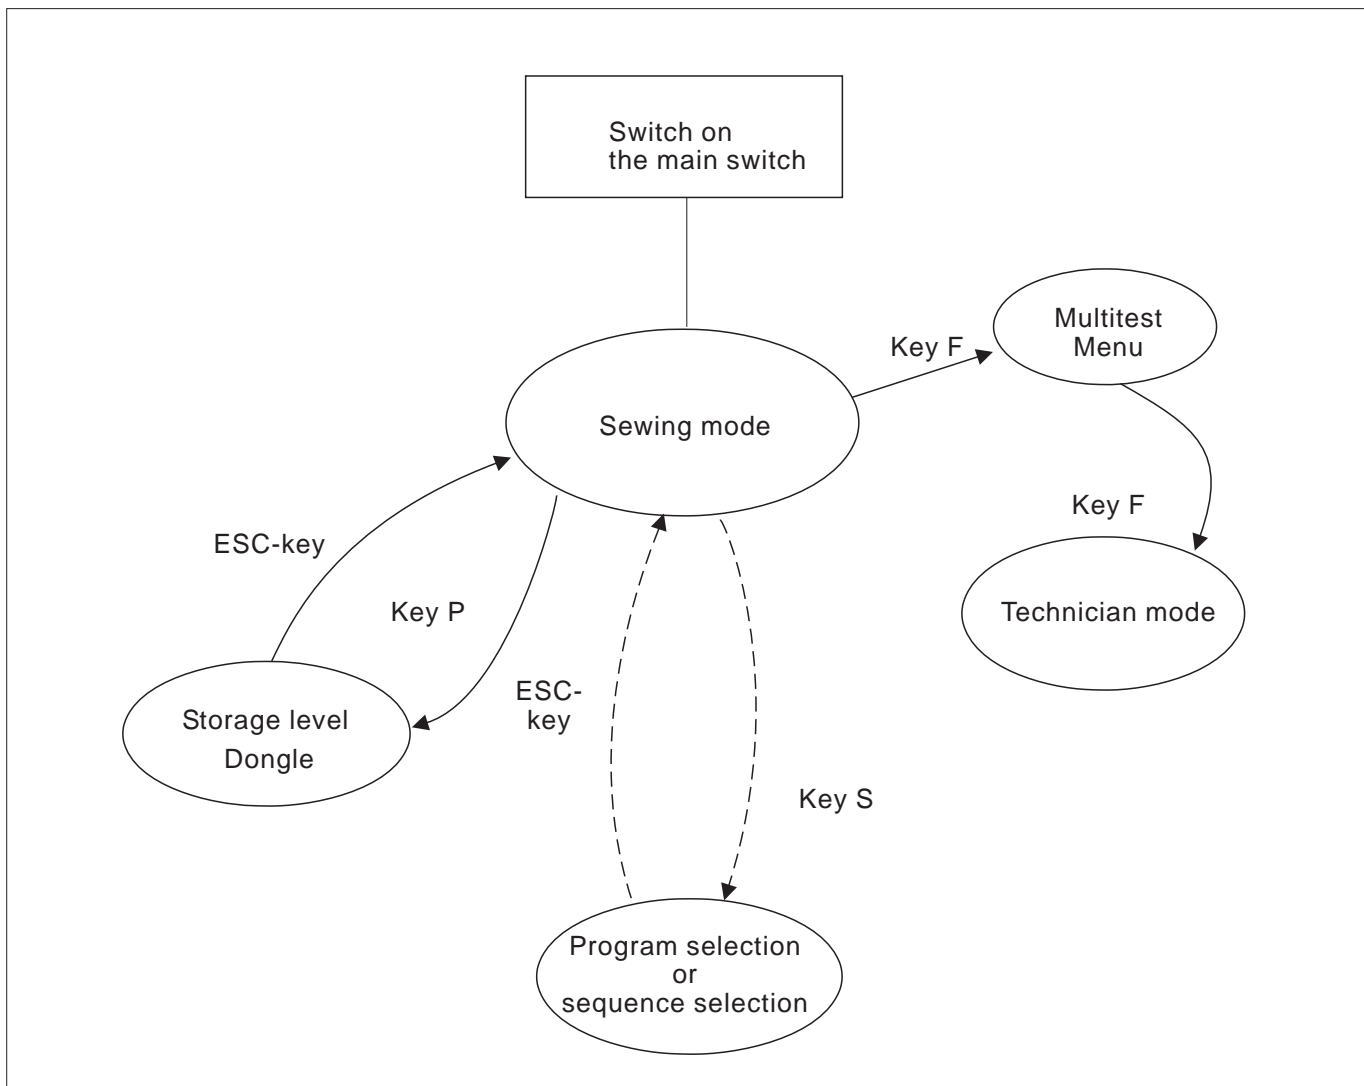 Switch on
the main switch
Key F
Multitest
Menu
Sewing mode
Key F
ESC-key
Key P
Technician mode
ESC-
key
Storage level
Dongle
Key S
Program selection
or
sequence selection